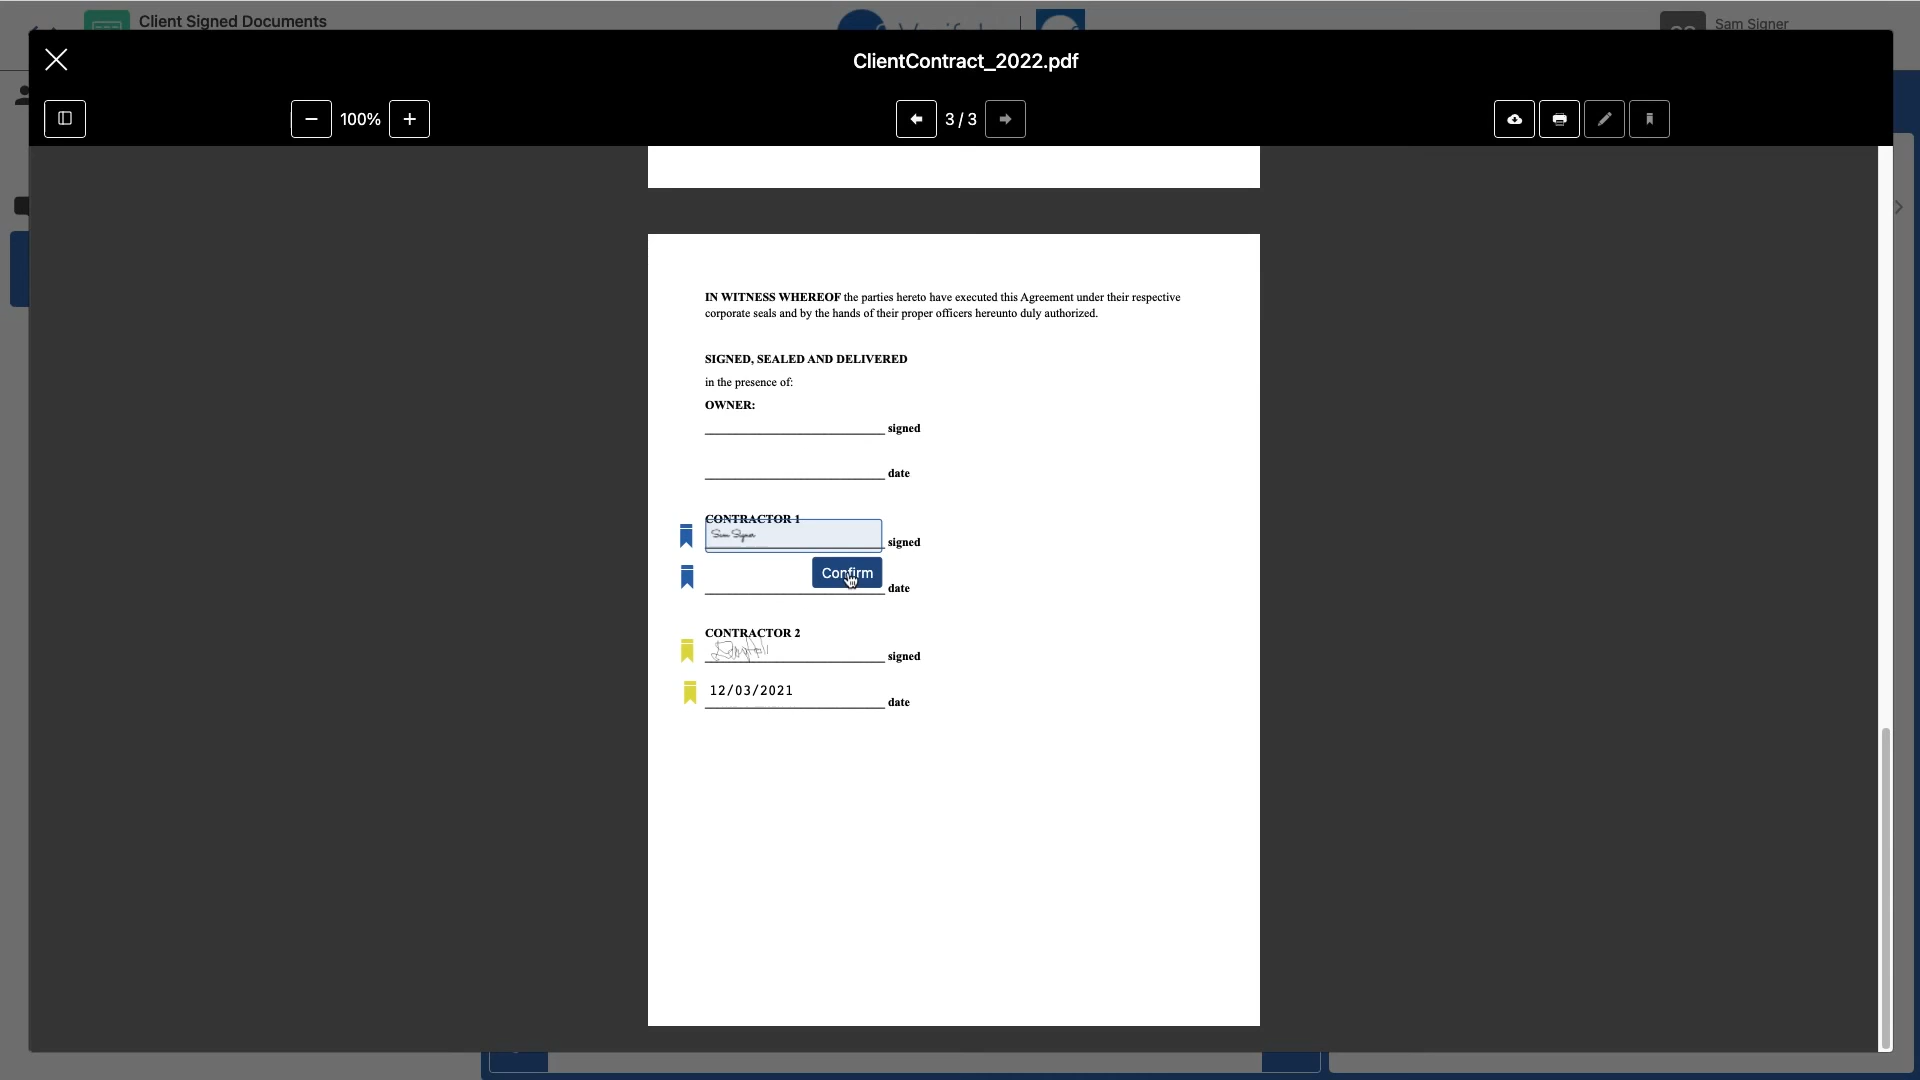 Client Signed Documents
Sam Signer
ClientContract_2022.pdf
100%
3 / 3
IN WITNESS WHEREOF the parties hereto have executed this Agreement under their respective
corporate seals and by the hands of their proper officers hereunto duly authorized.
SIGNED, SEALED AND DELIVERED
in the presence of:
OWNER:
signed
date
CONTRACTOR 1
Sam Signer signed
Confirm
date
CONTRACTOR 2
signed
12/03/2021
date